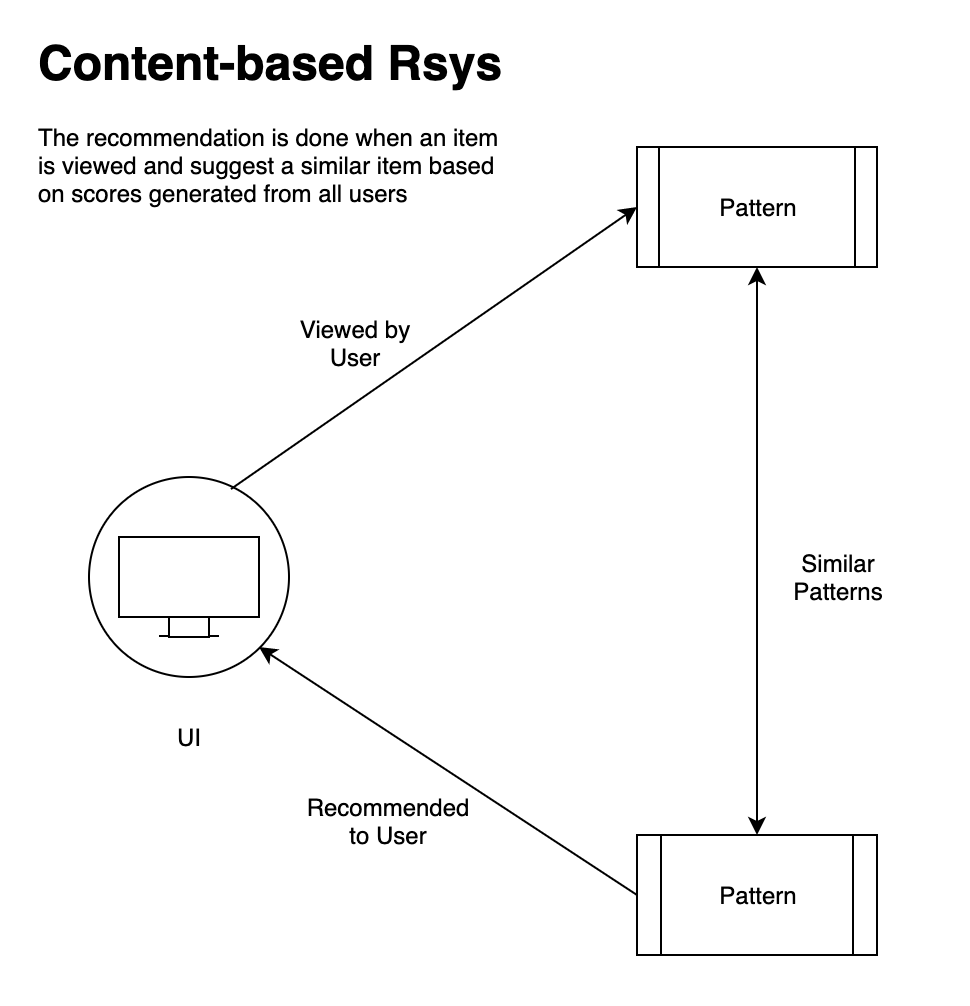 Content-based Rsys
The recommendation is done when an item
is viewed and suggest a similar item based
on scores generated from all users
Pattern
Viewed by
User
Similar
Patterns
UI
Recommended
to User
Pattern